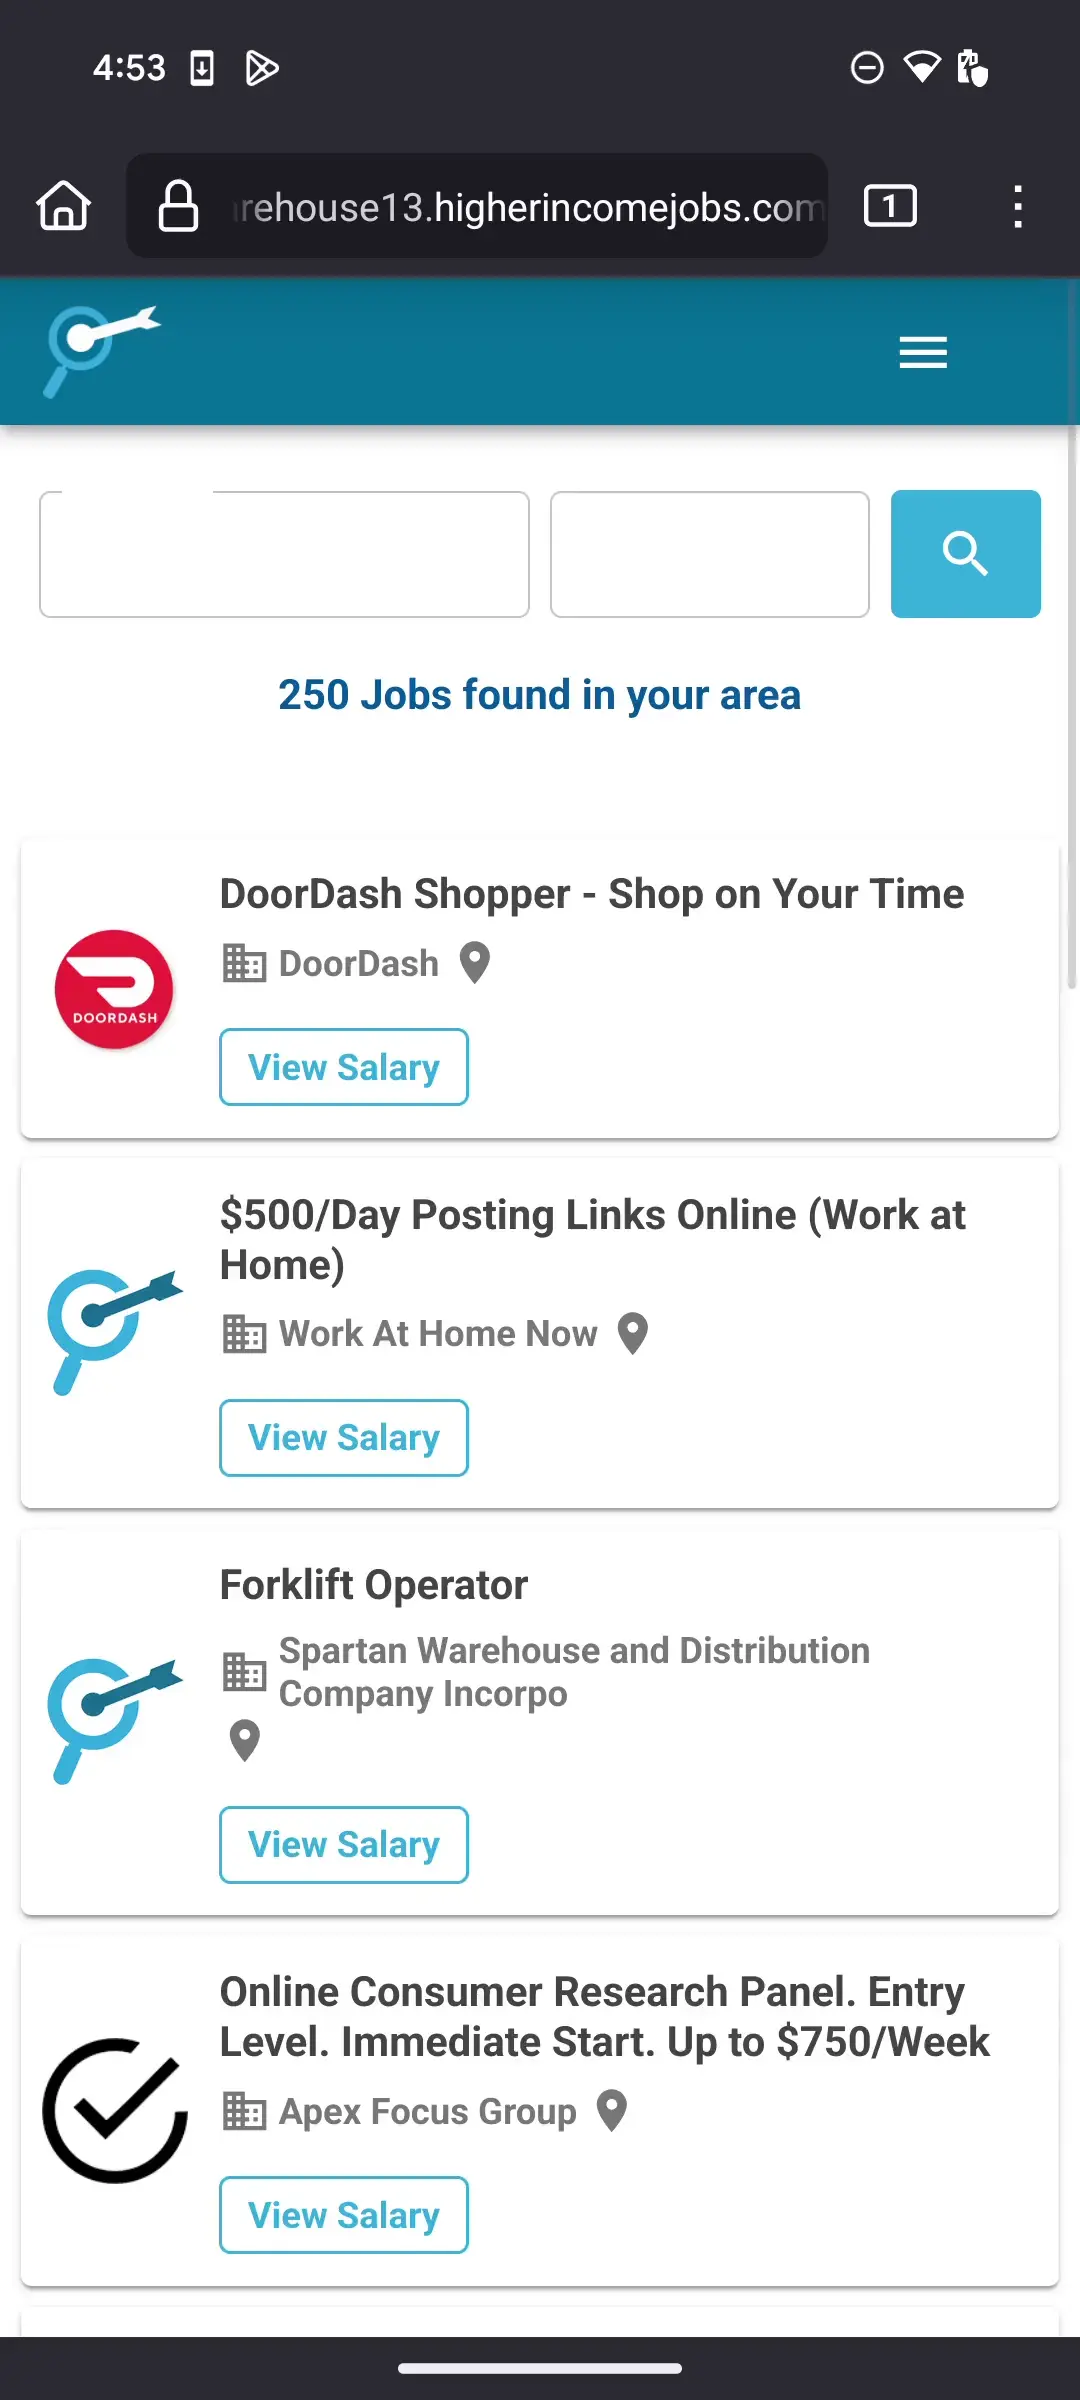 4:53
rehouse13.higherincomejobs.com
1
250 Jobs found in your area
DoorDash Shopper - Shop on Your Time
DoorDash
DOORDASH
View Salary
$500/Day Posting Links Online (Work at
Home)
Work At Home Now
View Salary
Forklift Operator
Spartan Warehouse and Distribution
Company Incorpo
View Salary
Online Consumer Research Panel. Entry
Level. Immediate Start. Up to $750/Week
Apex Focus Group
View Salary